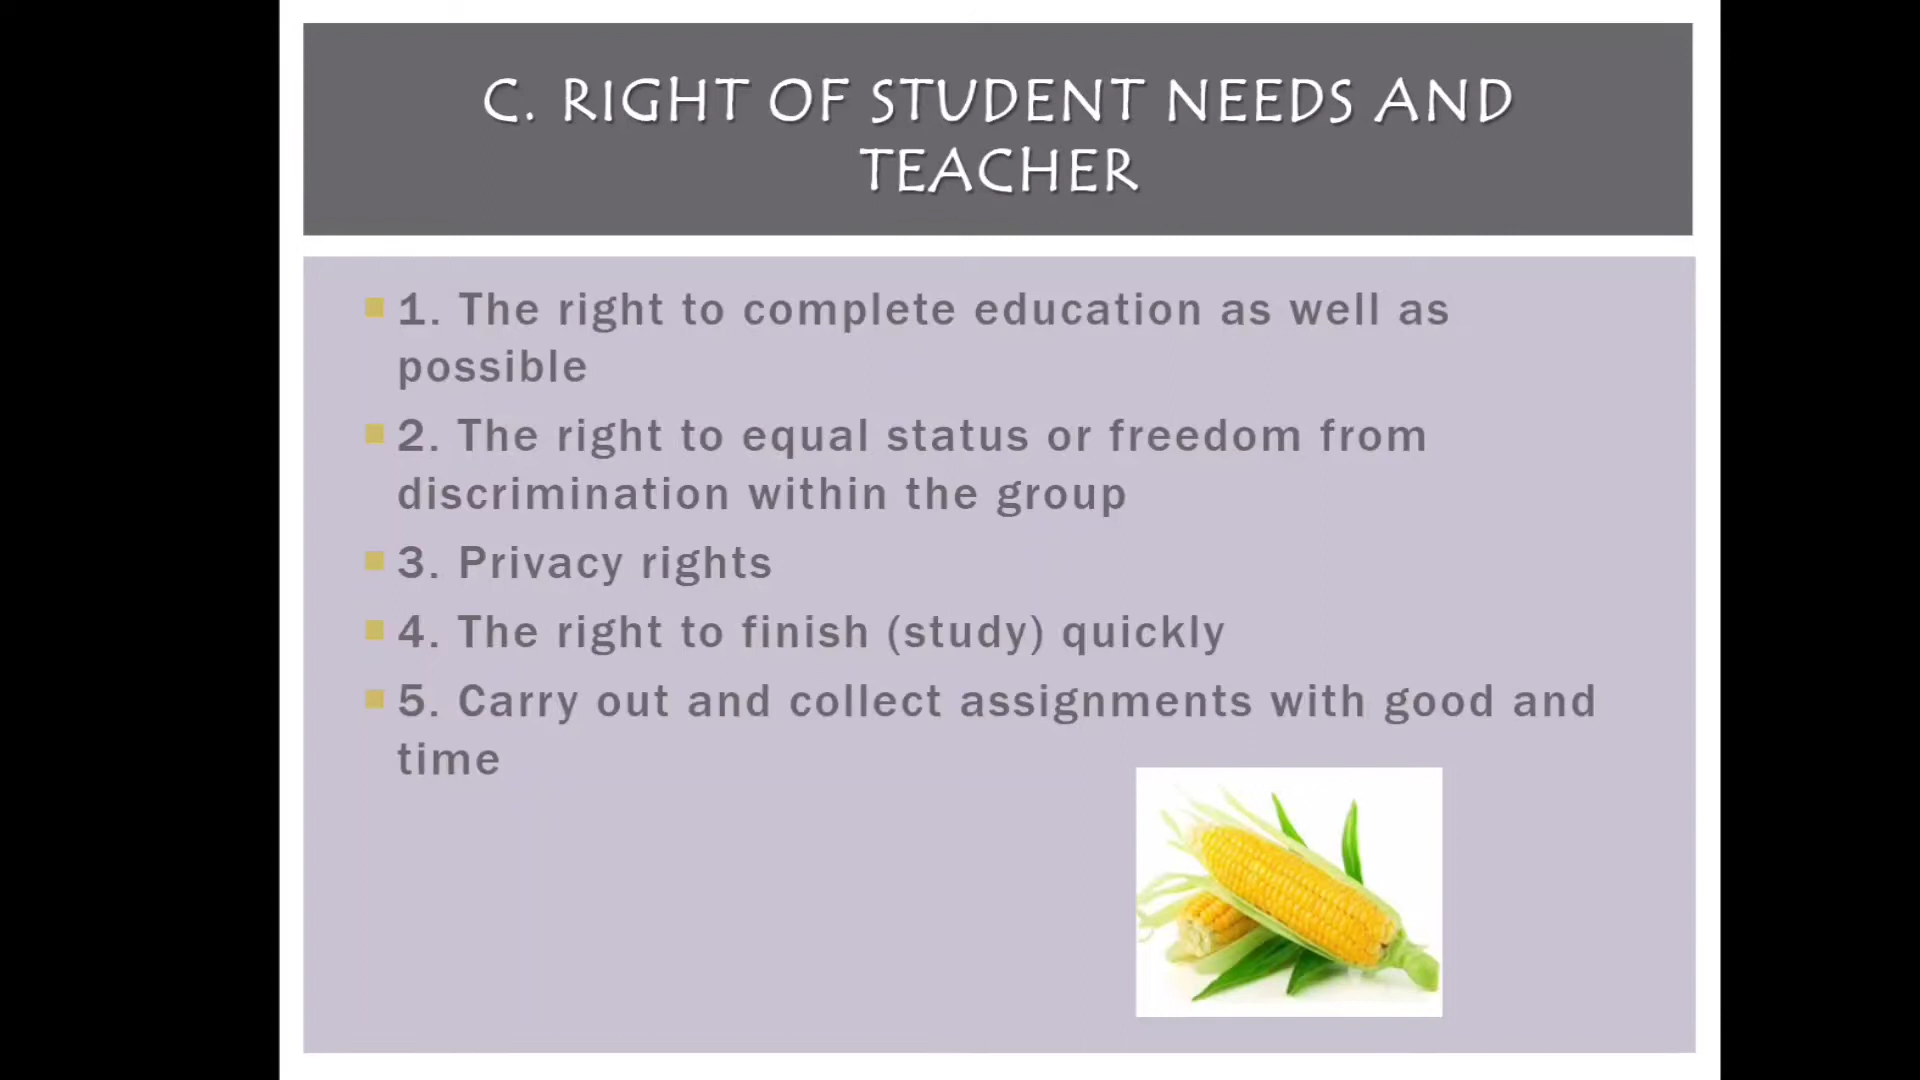 C. RIGHT OF STUDENT NEEDS AND
TEACHER
1. The right to complete education as well as
possible
2. The right to equal status or freedom from
discrimination within the group
3. Privacy rights
4. The right to finish (study) quickly
5. Carry out and collect assignments with good and
time